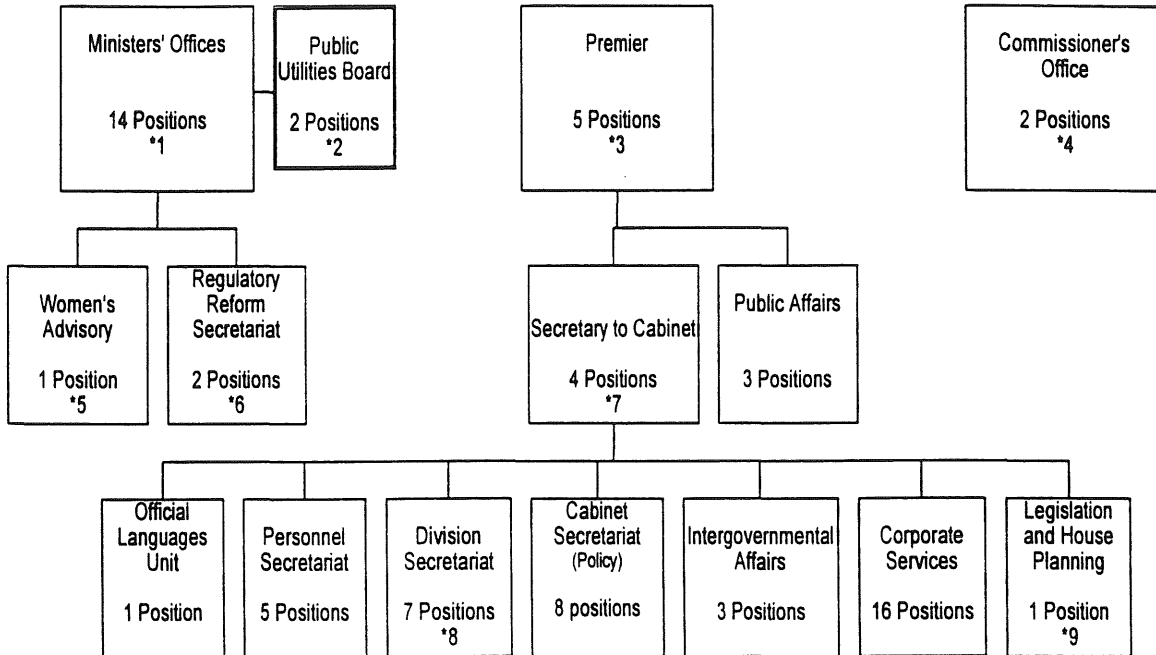 Ministers' Offices
14 Positions
*1
Public
Utilities Board
2 Positions
*2
Premier
5 Positions
*3
Commissioner's
Office
2 Positions
*4
Women's
Advisory
1 Position
*5
Regulatory
Reform
Secretariat
2 Positions
*6
Secretary to Cabinet
4 Positions
*7
Public Affairs
3 Positions
Official
Languages
Unit
1 Position
Personnel
Secretariat
5 Positions
Division
Secretariat
7 Positions
*8
Cabinet
Secretariat
(Policy)
8 positions
Intergovernmental
Affairs
3 Positions
Corporate
Services
16 Positions
Legislation
and House
Planning
1 Position
*9